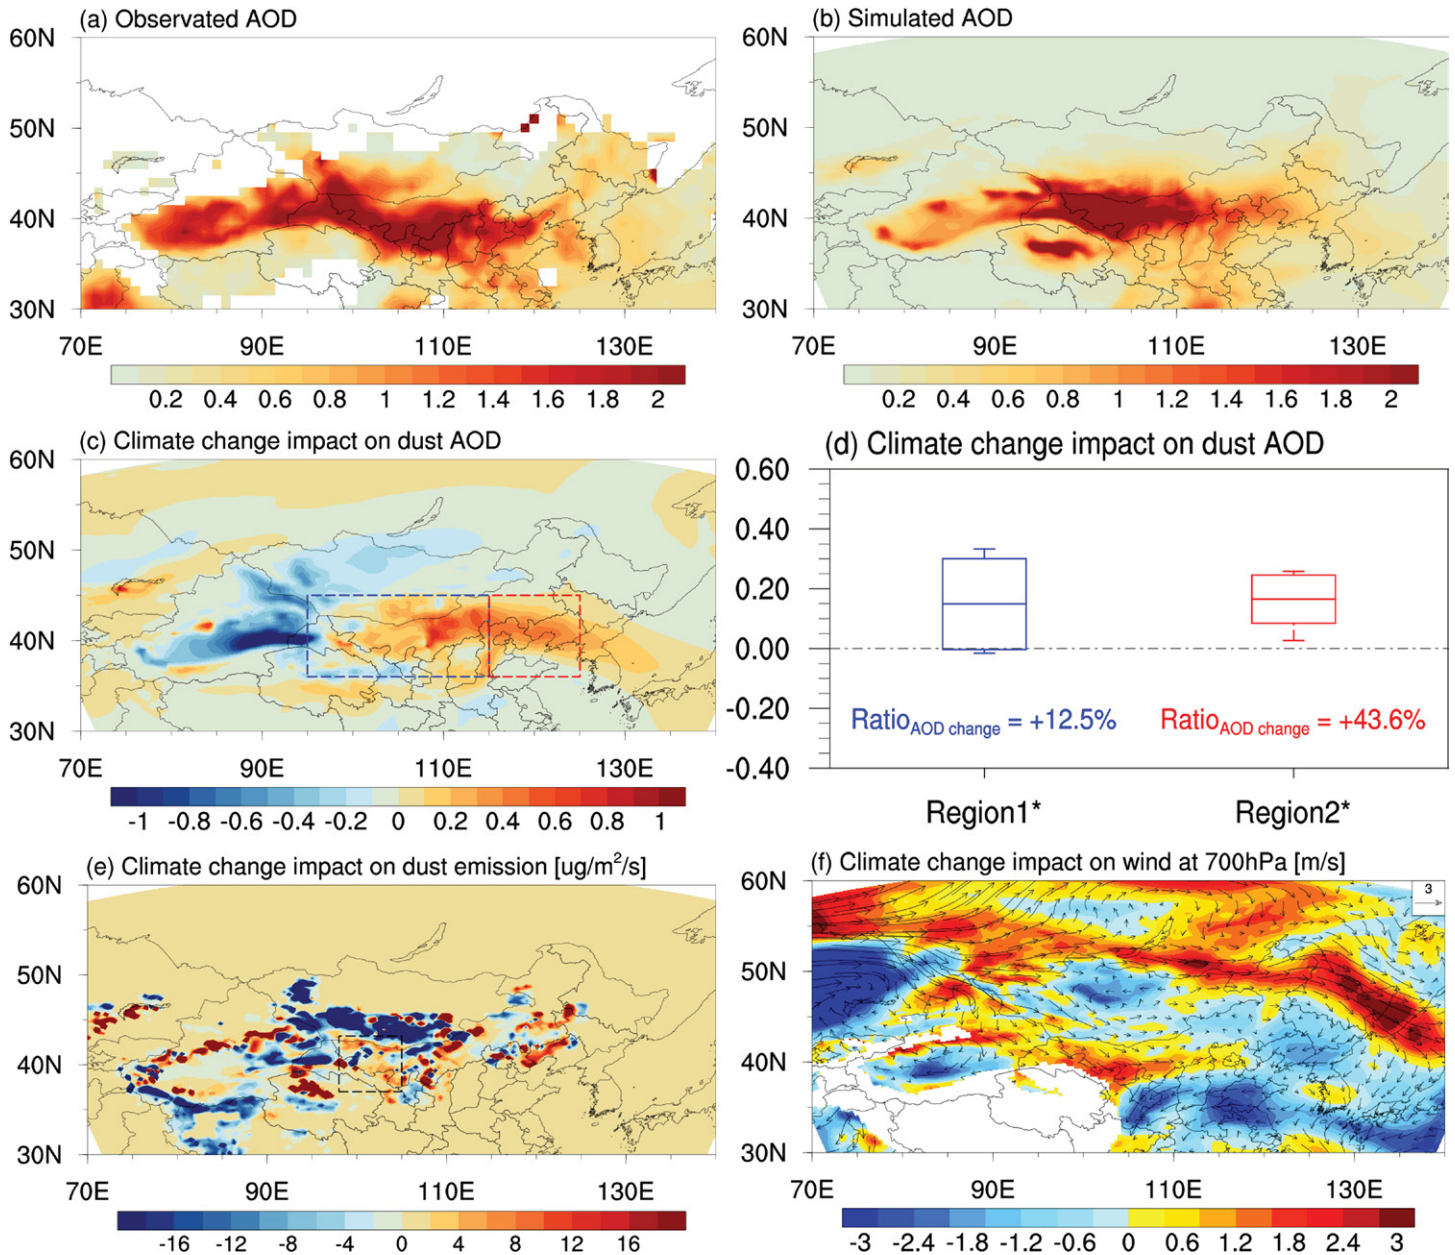 (a) Observated AOD
60N
50N
40N
30N
70E 90E 110E 130E
0.2 0.4 0.6 0.8 1 1.2 1.4 1.6 1.8 2
(b) Simulated AOD
60N
50N
40N
30N
70E 90E 110E 130E
0.2 0.4 0.6 0.8 1 1.2 1.4 1.6 1.8 2
(c) Climate change impact on dust AOD
60N
50N
40N
30N
70E 90E 110E 130E
-1 -0.8 -0.6 -0.4 -0.2 0 0.2 0.4 0.6 0.8 1
(d) Climate change impact on dust AOD
0.60
0.40
0.20
0.00
-0.20
-0.40
Ratio AOD change = +12.5% Ratio AOD change = +43.6%
Region1* Region2*
(e) Climate change impact on dust emission [ug/m²/s]
60N
50N
40N
30N
70E 90E 110E 130E
-16 -12 -8 -4 0 4 8 12 16
(f) Climate change impact on wind at 700hPa [m/s]
3
60N
50N
40N
30N
70E 90E 110E 130E
-3 -2.4 -1.8 -1.2 -0.6 0 0.6 1.2 1.8 2.4 3